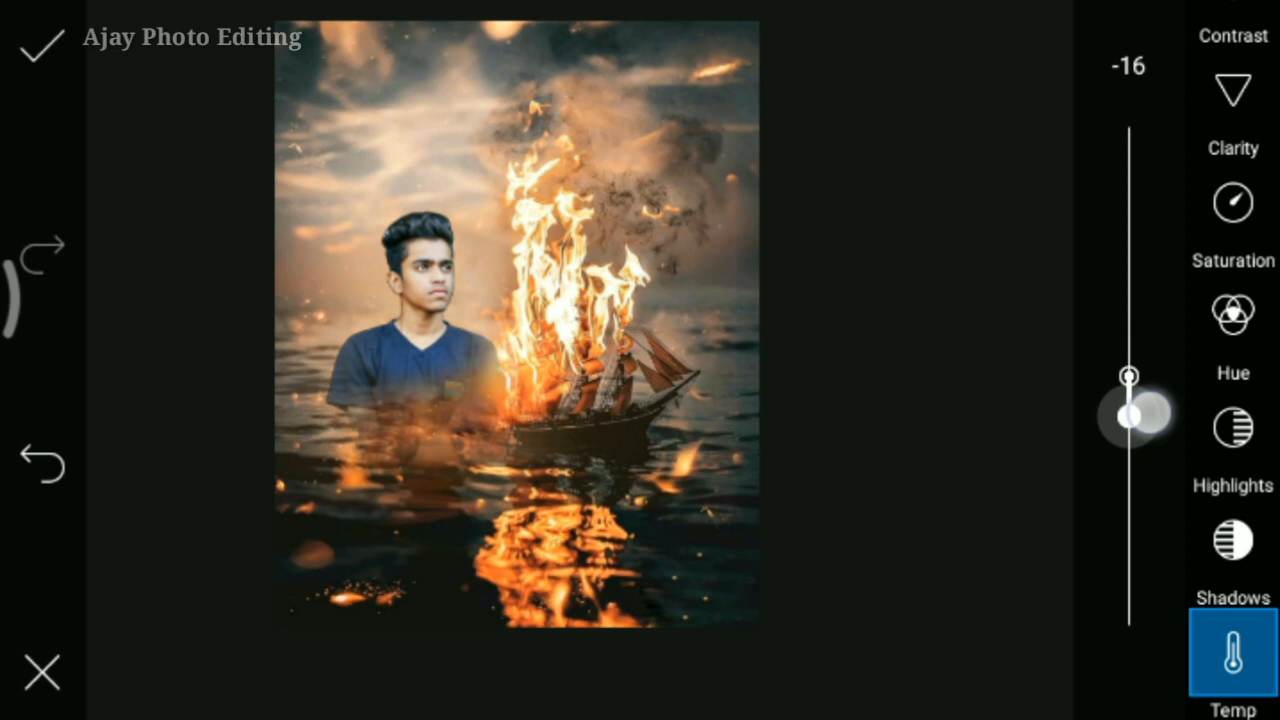 Ajay Photo Editing
Contrast
-16
Clarity
Saturation
Hue
Highlights
Shadows
Temp